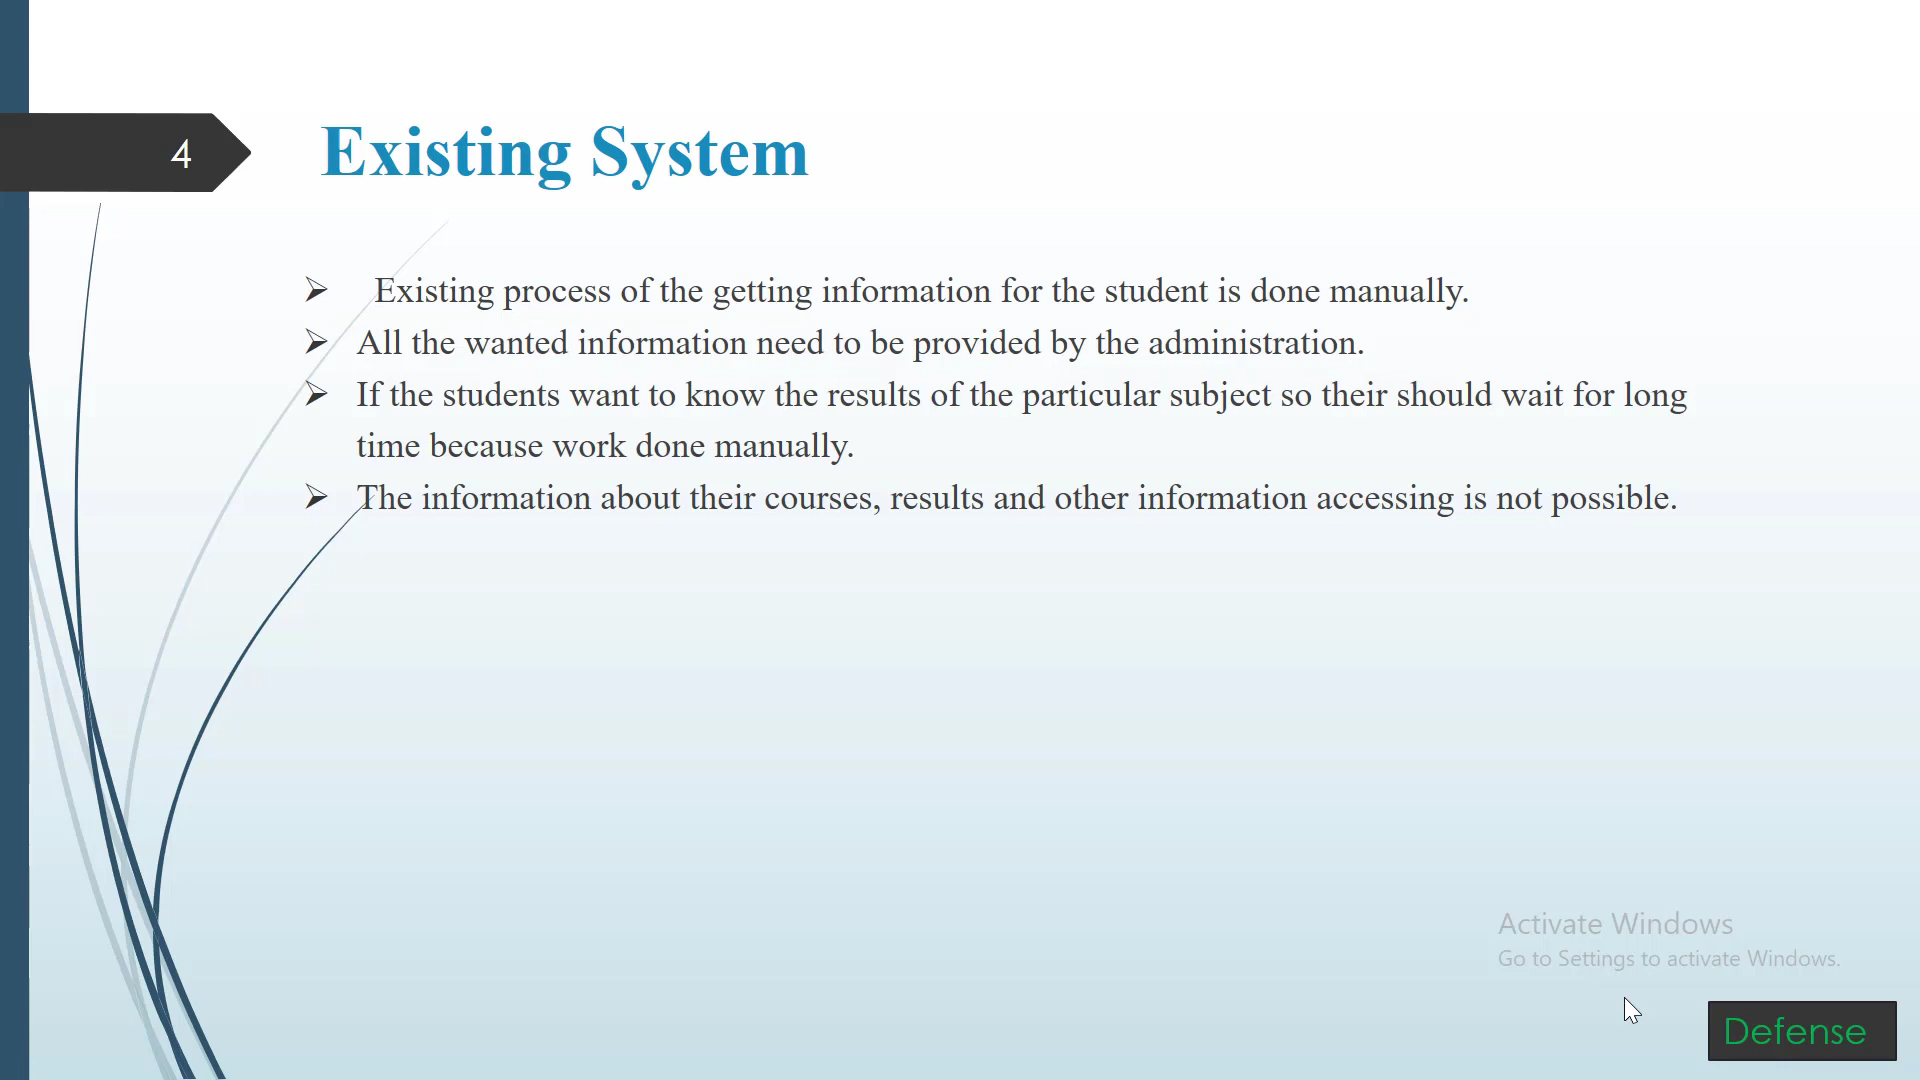 4
Existing System
➢ Existing process of the getting information for the student is done manually.
➢ All the wanted information need to be provided by the administration.
➢ If the students want to know the results of the particular subject so their should wait for long
time because work done manually.
➢ The information about their courses, results and other information accessing is not possible.
Activate Windows
Go to Settings to activate Windows.
Defense